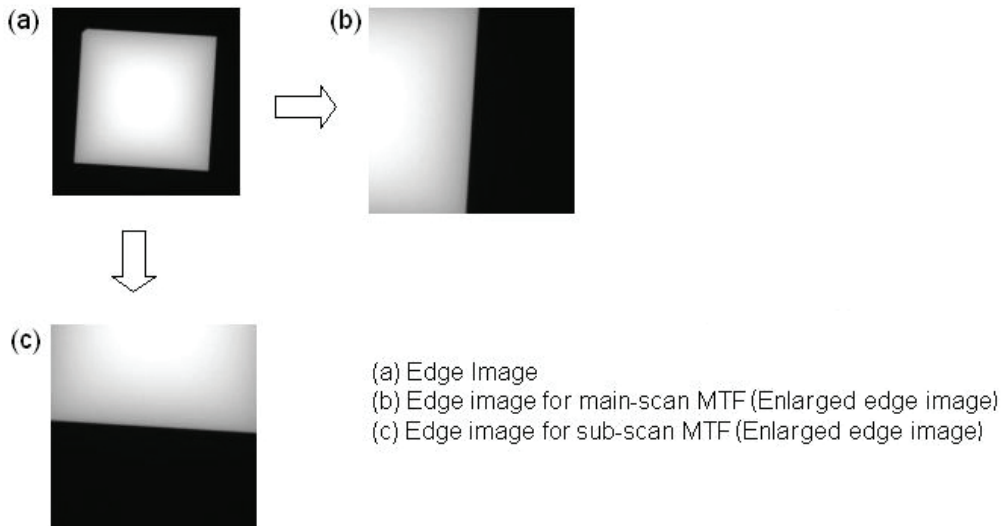 (a)
(b)
(c)
(a) Edge Image
(b) Edge image for main-scan MTF(Enlarged edge image)
(c) Edge image for sub-scan MTF(Enlarged edge image)